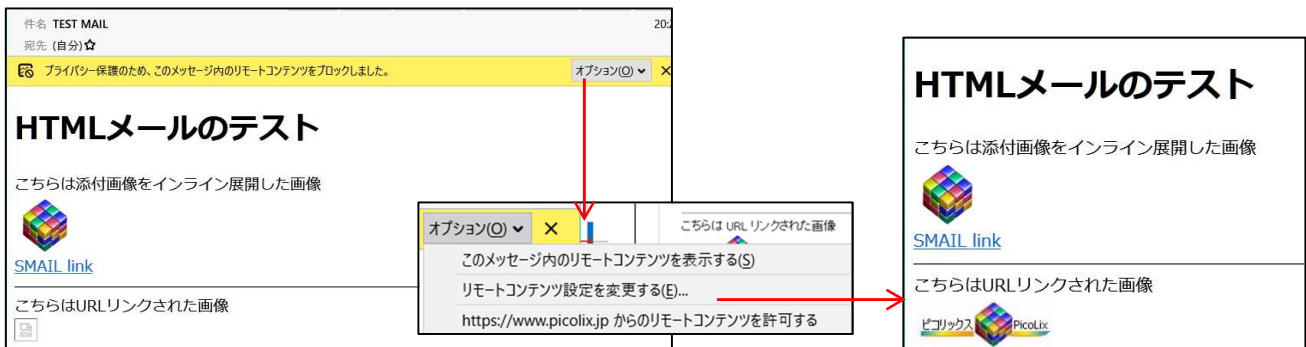 件名 TEST MAIL
20:2
宛先 (自分)☆
プライバシー保護のため、このメッセージ内のリモートコンテンツをブロックしました。
オプション(O)
×
HTMLメールのテスト
こちらは添付画像をインライン展開した画像
SMAIL link
こちらはURLリンクされた画像
オプション(O)
×
こちらは URL リンクされた画像
このメッセージ内のリモートコンテンツを表示する(S)
リモートコンテンツ設定を変更する(E)...
https://www.picolix.jp からのリモートコンテンツを許可する
HTMLメールのテスト
こちらは添付画像をインライン展開した画像
SMAIL link
こちらはURLリンクされた画像
ピコリックス PicoLix